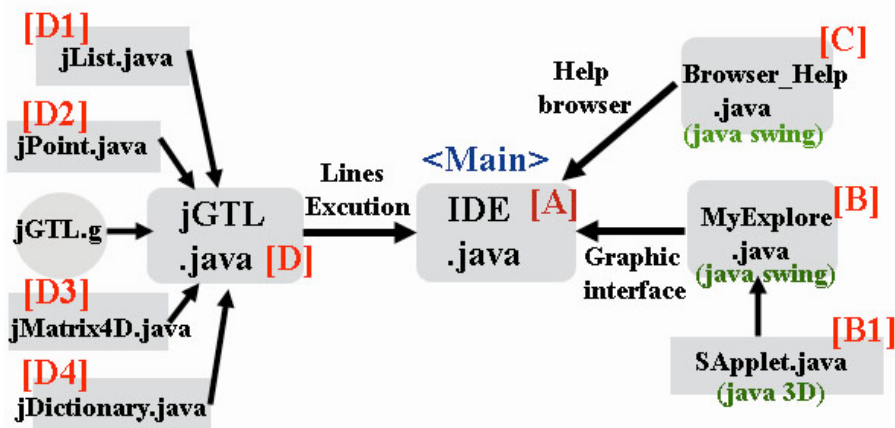 [D1]
jList.java
[D2]
jPoint.java
jGTL.g
[D3]
jMatrix4D.java
[D4]
jDictionary.java
jGTL
.java [D]
Lines
Excution
<Main>
IDE [A]
.java
Help
browser
[C]
Browser_Help
.java
(java swing)
Graphic
interface
[B]
MyExplore
.java
(java swing)
[B1]
SApplet.java
(java 3D)